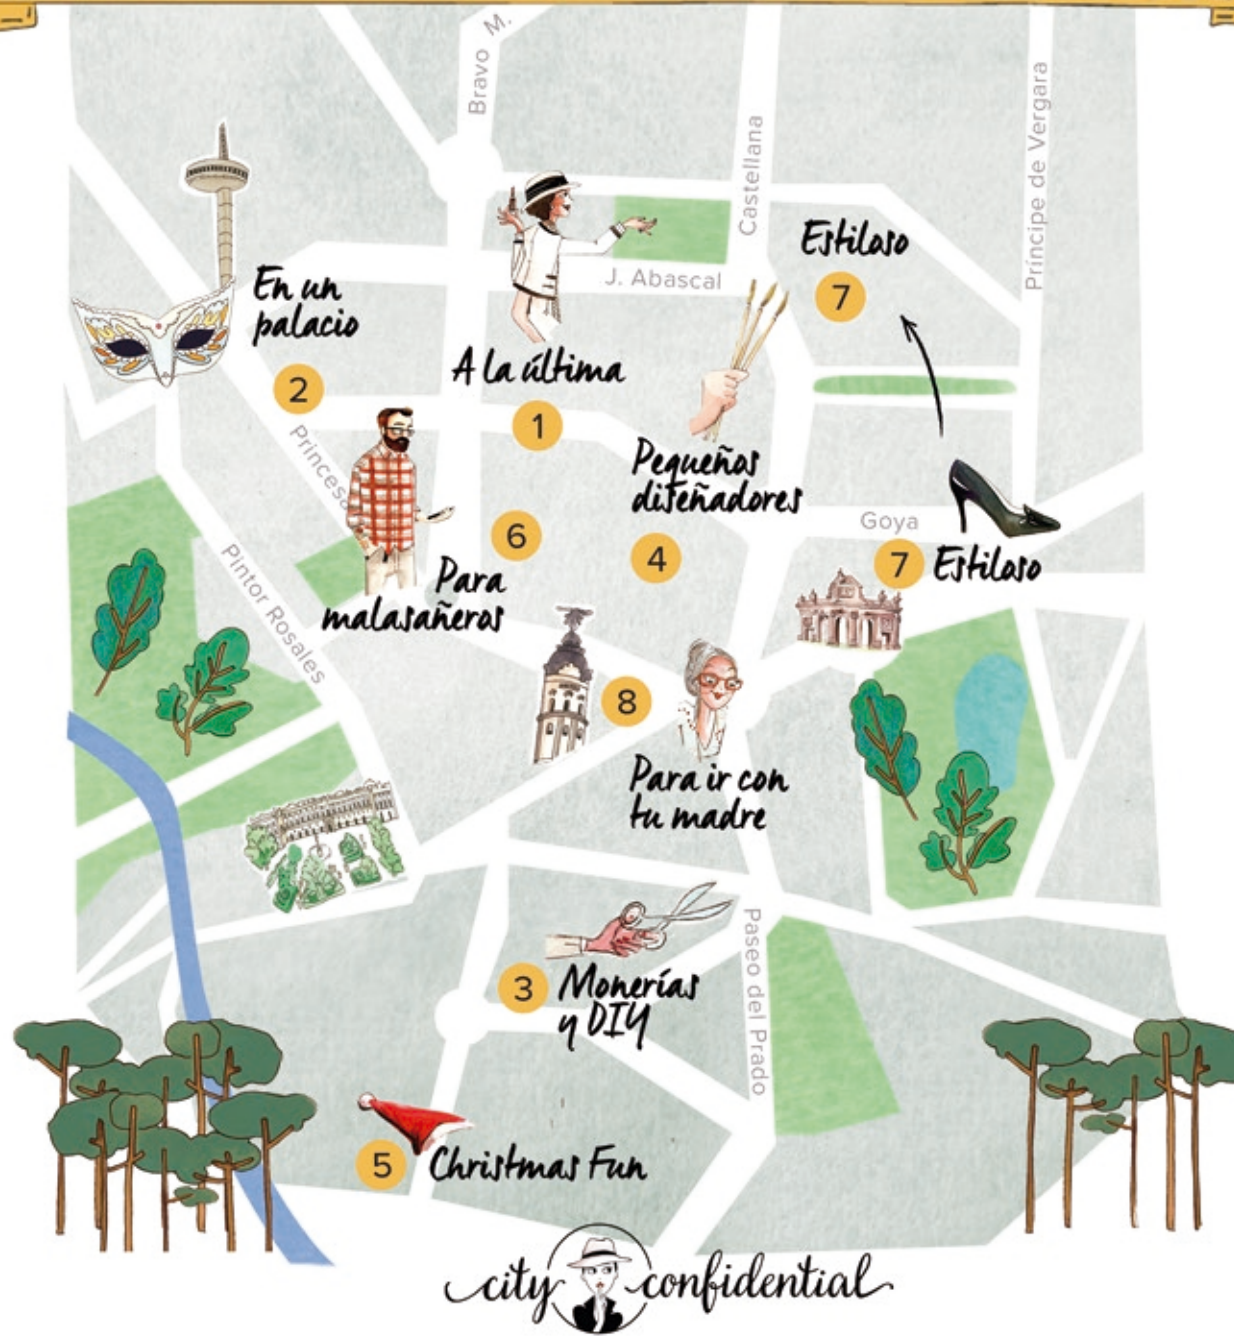 Bravo M.
Castellana
Príncipe de Vergara
Estiloso
7
J. Abascal
En un
palacio
2
A la última
1
Princesa
Pequeños
diseñadores
4
6
Para
malasañeros
Goya
7 Estiloso
Pintor Rosales
8
Para ir con
tu madre
Paseo del Prado
3 Monerías
y DIY
5 Christmas Fun
city confidential